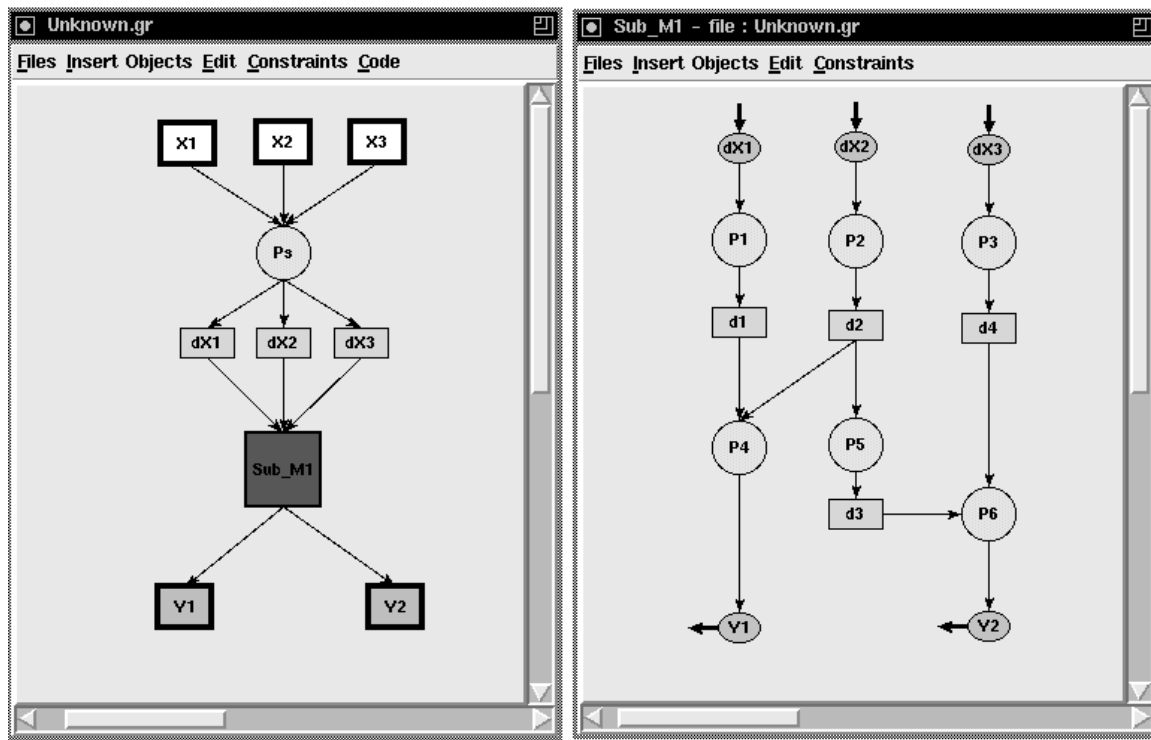 Unknown.gr
Files Insert Objects Edit Constraints Code
X1 X2 X3
Ps
dX1 dX2 dX3
Sub_M1
Y1 Y2
Sub_M1 - file : Unknown.gr
Files Insert Objects Edit Constraints
dX1 dX2 dX3
P1 P2 P3
d1 d2 d4
P4 P5
d3 P6
Y1 Y2